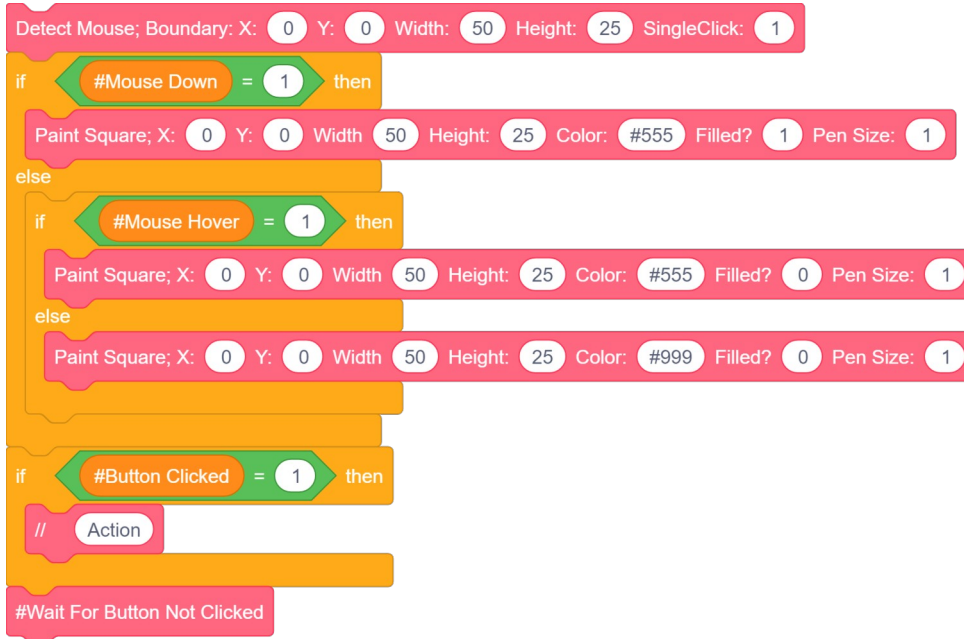 Detect Mouse; Boundary: X: 0 Y: 0 Width: 50 Height: 25 SingleClick: 1
if #Mouse Down = 1 then
Paint Square; X: 0 Y: 0 Width 50 Height: 25 Color: #555 Filled? 1 Pen Size: 1
else
if #Mouse Hover = 1 then
Paint Square; X: 0 Y: 0 Width 50 Height: 25 Color: #555 Filled? 0 Pen Size: 1
else
Paint Square; X: 0 Y: 0 Width 50 Height: 25 Color: #999 Filled? 0 Pen Size: 1
if #Button Clicked = 1 then
// Action
#Wait For Button Not Clicked